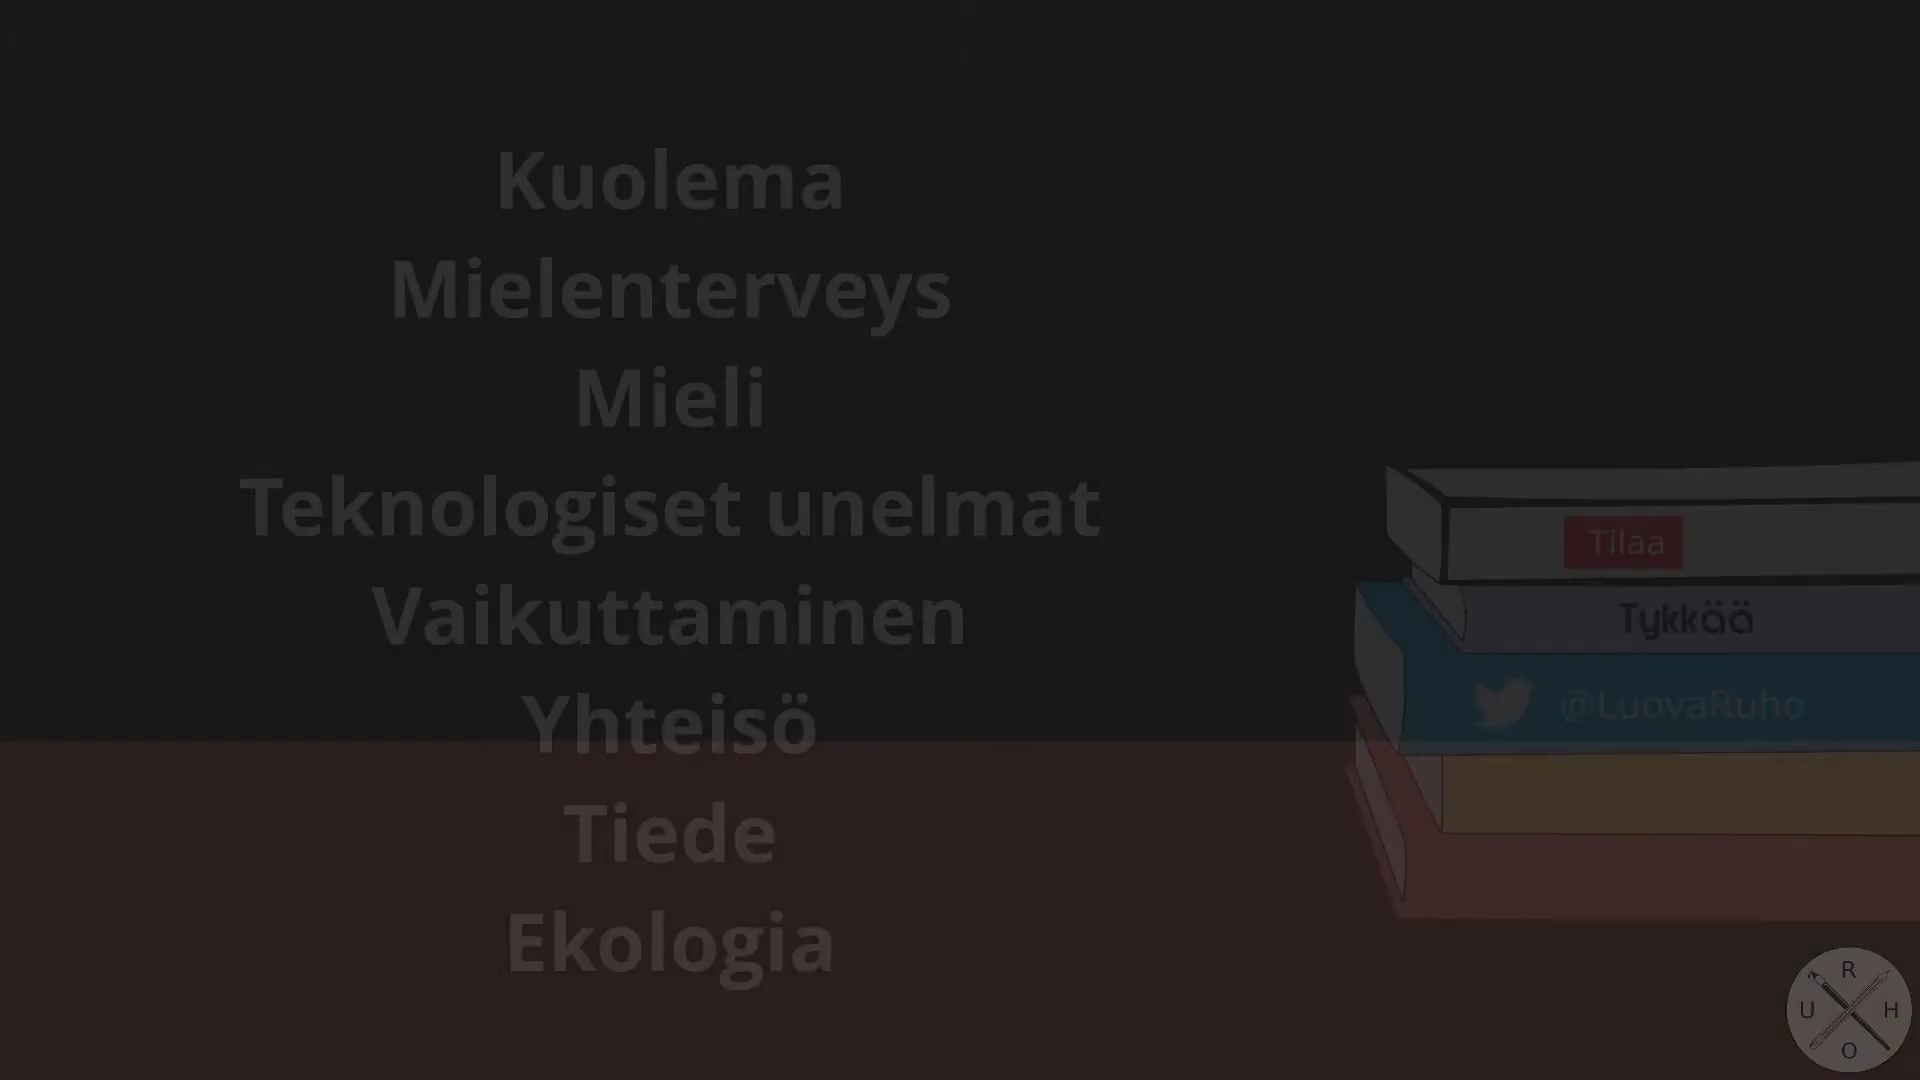 Kuolema
Mielenterveys
Mieli
Teknologiset unelmat
Vaikuttaminen
Yhteisö
Tiede
Ekologia
Tilaa
Tykkää
@LuovaRuho
R
U H
O